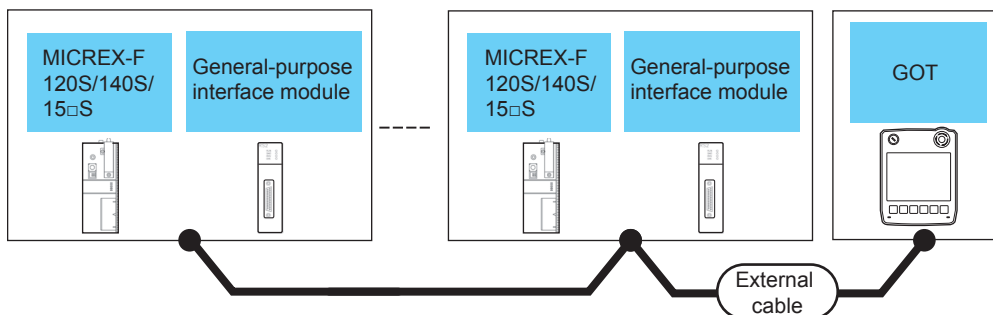 MICREX-F
120S/140S/
15□S
General-purpose
interface module
MICREX-F
120S/140S/
15□S
General-purpose
interface module
GOT
External
cable